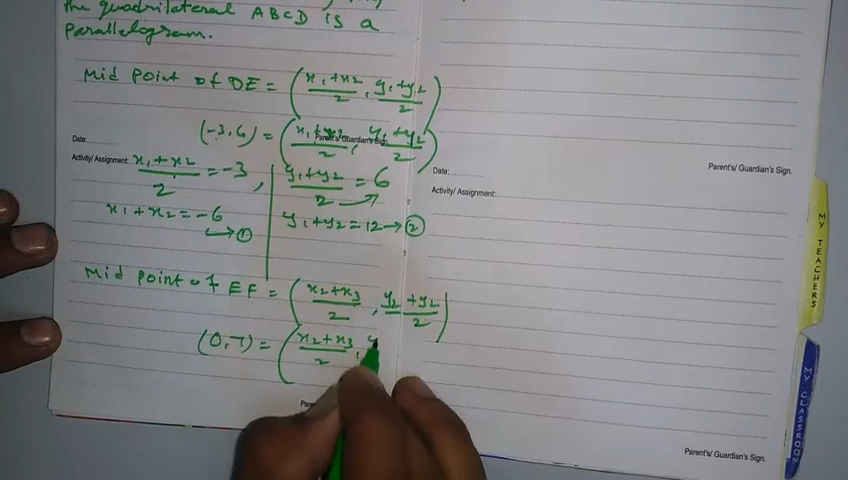 the quadrilateral ABCD is a
parallelogram.
Mid point of DE = (x₁+x₂/2, y₁+y₂/2)
(-3,6) = (x₁+x₂/2, y₁+y₂/2)
Parent's/ Guardian's Sign.
Date:
Activity/ Assignment:
x₁+x₂/2 = -3, y₁+y₂/2 = 6
x₁+x₂ = -6 → ① y₁+y₂ = 12 → ②
Mid point of EF = (x₂+x₃/2, y₂+y₂/2)
(0,7) = (x₂+x₃/2, y
Parent's/ Guardian's Sign.
Date:
Activity/ Assignment:
Parent's/ Guardian's Sign.
MY TEACHERS
MY CLASSROOM